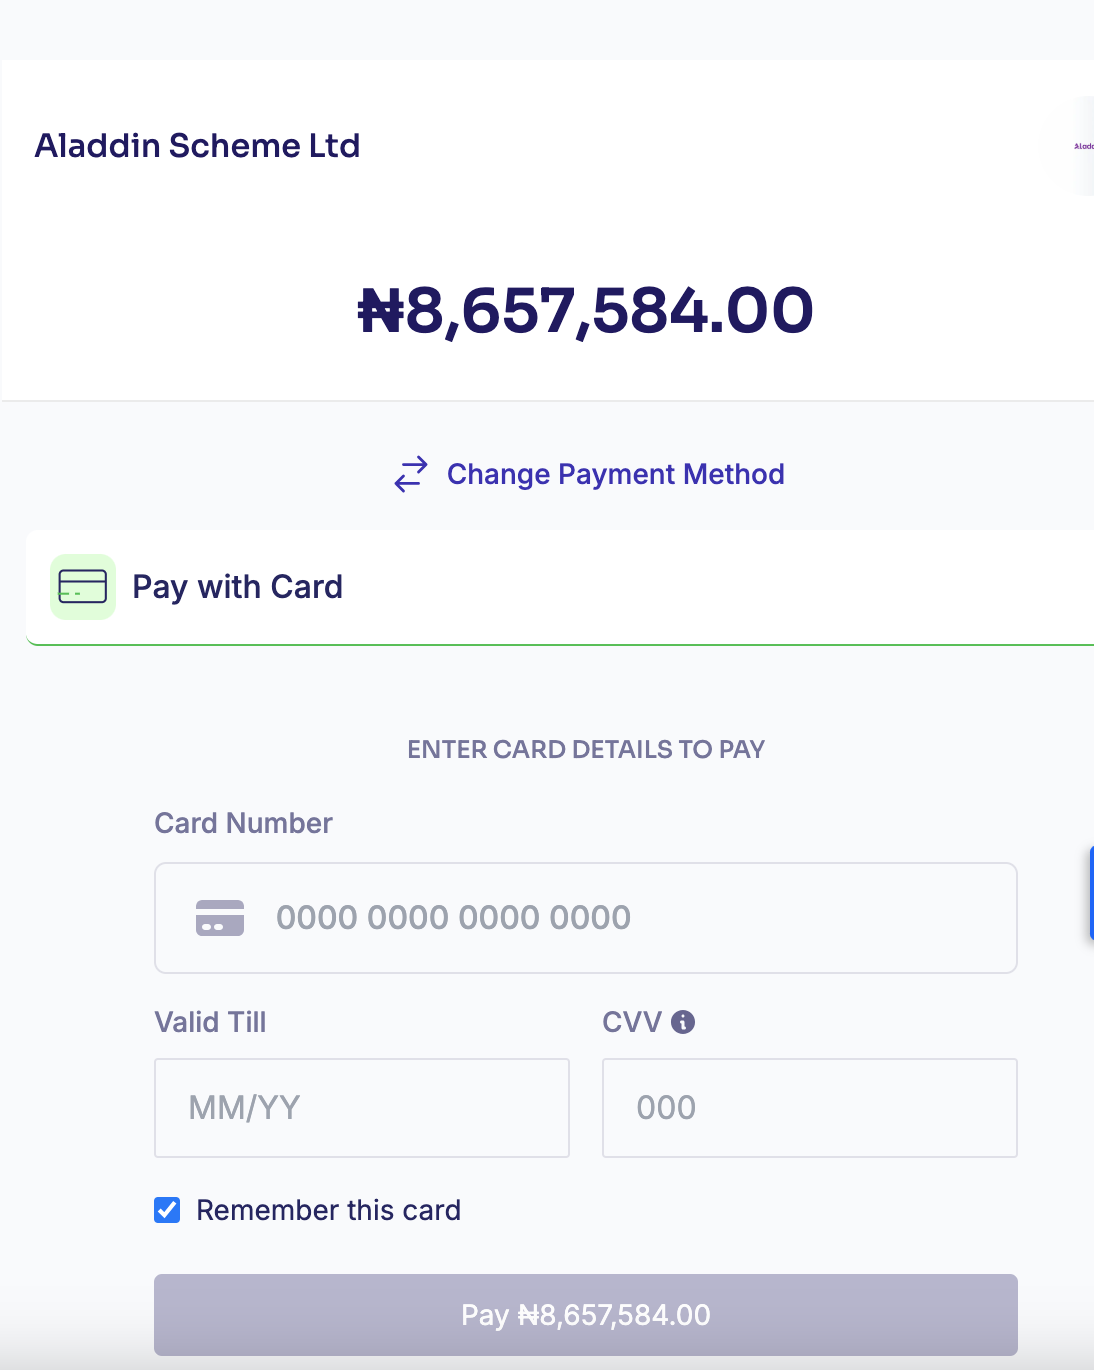 Aladdin Scheme Ltd
₦8,657,584.00
Change Payment Method
Pay with Card
ENTER CARD DETAILS TO PAY
Card Number
0000 0000 0000 0000
Valid Till
CVV
MM/YY
000
Remember this card
Pay ₦8,657,584.00